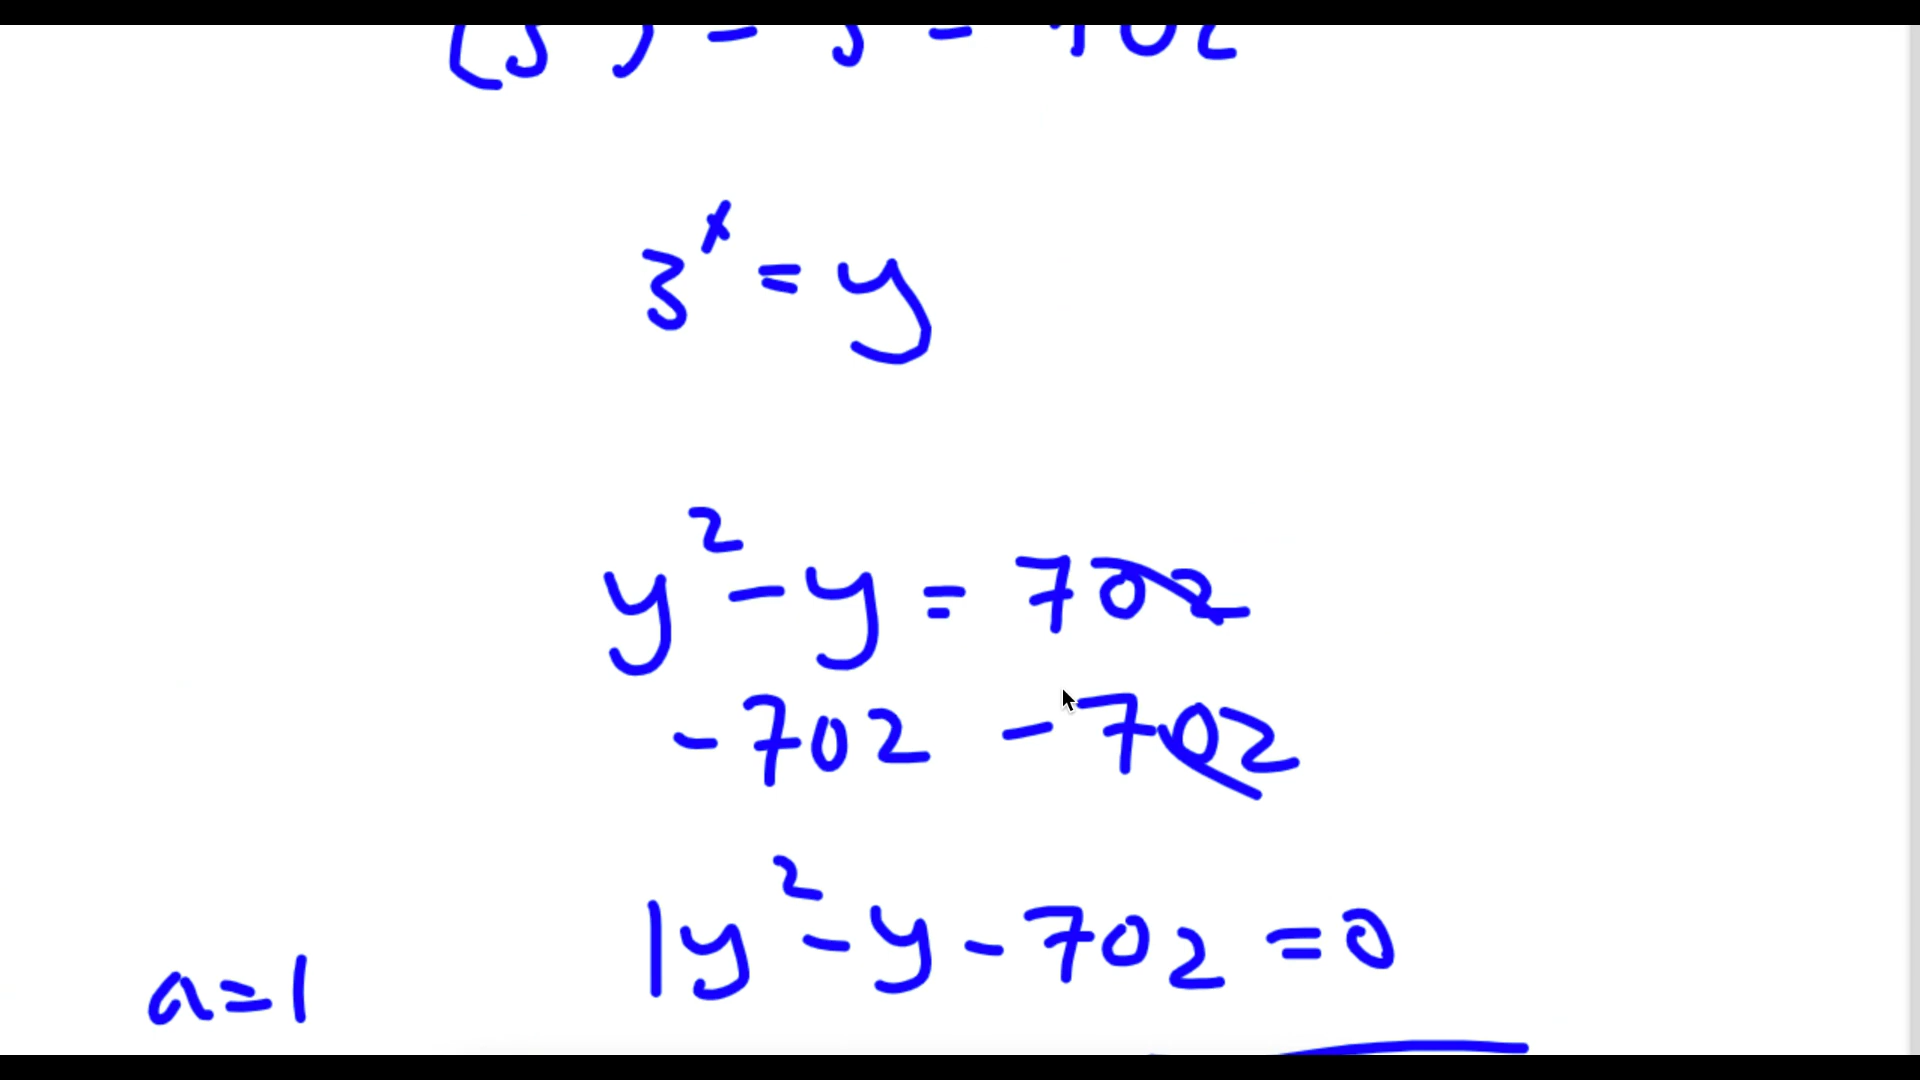 3^x = y
y^2 - y = 702
- 702 - 702
1y^2 - y - 702 = 0
a = 1